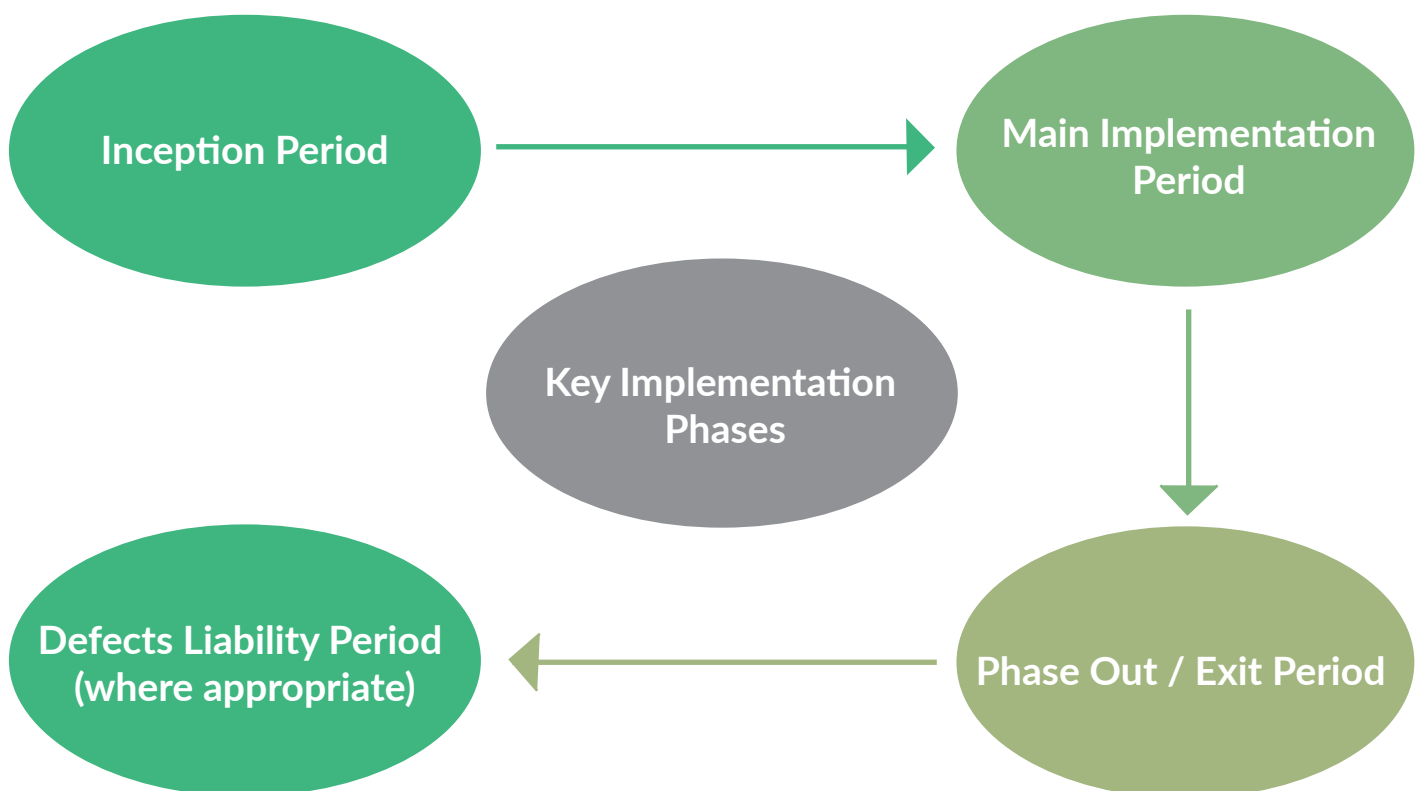 Inception Period
Main Implementation
Period
Key Implementation
Phases
Defects Liability Period
(where appropriate)
Phase Out / Exit Period